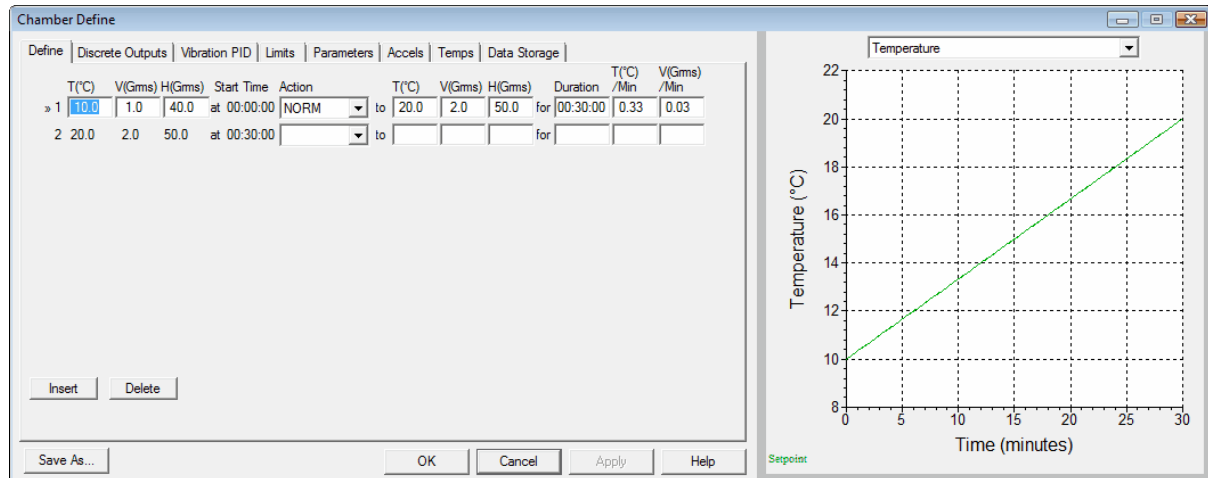 Chamber Define
Define Discrete Outputs Vibration PID Limits Parameters Accels Temps Data Storage
T(°C) V(Grms) H(Grms) Start Time Action T(°C) V(Grms) H(Grms) Duration T(°C) /Min V(Grms) /Min
» 1 10.0 1.0 40.0 at 00:00:00 NORM to 20.0 2.0 50.0 for 00:30:00 0.33 0.03
2 20.0 2.0 50.0 at 00:30:00 to for
Insert Delete
Save As... OK Cancel Apply Help
Temperature
22
20
18
16
14
12
10
8
Temperature (°C)
0 5 10 15 20 25 30
Time (minutes)
Setpoint